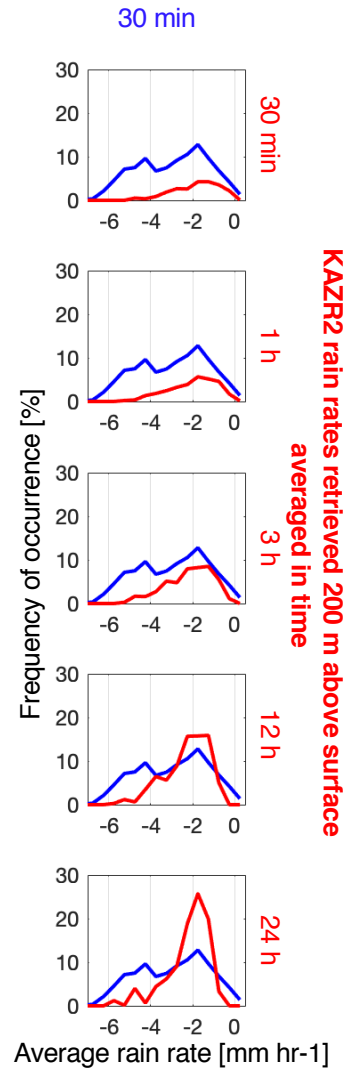 30 min
30
20
10
0
-6 -4 -2 0
30 min
30
20
10
0
-6 -4 -2 0
1 h
30
20
10
0
-6 -4 -2 0
3 h
30
20
10
0
-6 -4 -2 0
12 h
30
20
10
0
-6 -4 -2 0
24 h
Frequency of occurrence [%]
KAZR2 rain rates retrieved 200 m above surface
averaged in time
Average rain rate [mm hr-1]